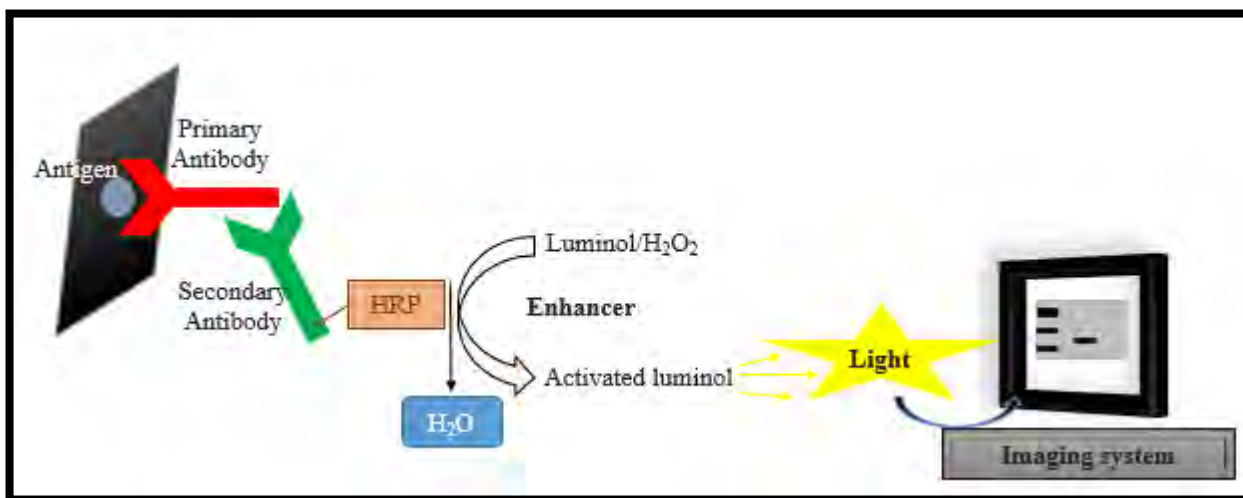 Primary
Antibody
Antigen
Secondary
Antibody
HRP
Luminol/H₂O₂
Enhancer
Activated luminol
H₂O
Light
Imaging system